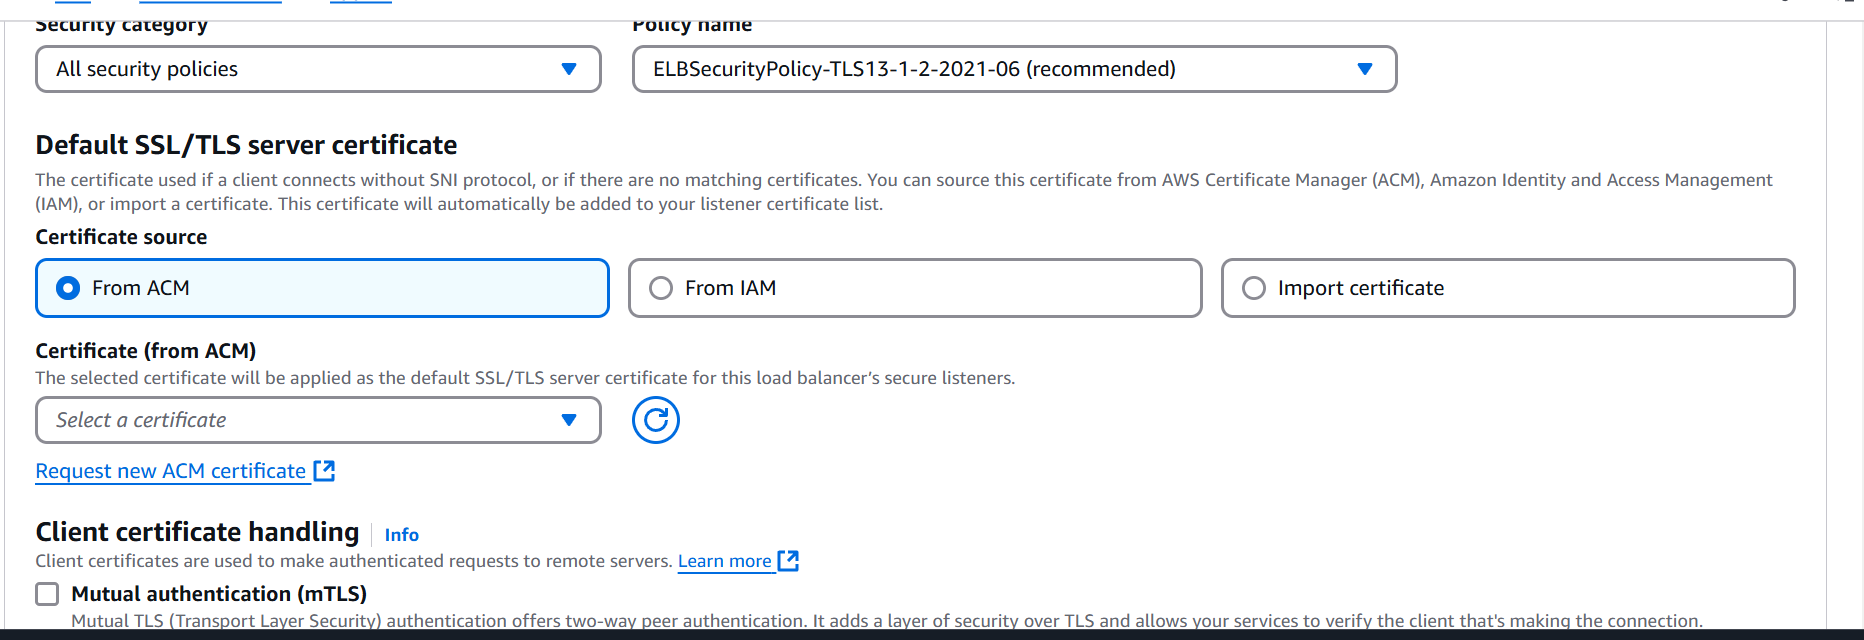 Security category
Policy name
All security policies
ELBSecurityPolicy-TLS13-1-2-2021-06 (recommended)
Default SSL/TLS server certificate
The certificate used if a client connects without SNI protocol, or if there are no matching certificates. You can source this certificate from AWS Certificate Manager (ACM), Amazon Identity and Access Management
(IAM), or import a certificate. This certificate will automatically be added to your listener certificate list.
Certificate source
From ACM
From IAM
Import certificate
Certificate (from ACM)
The selected certificate will be applied as the default SSL/TLS server certificate for this load balancer’s secure listeners.
Select a certificate
Request new ACM certificate
Client certificate handling
Info
Client certificates are used to make authenticated requests to remote servers. Learn more
Mutual authentication (mTLS)
Mutual TLS (Transport Layer Security) authentication offers two-way peer authentication. It adds a layer of security over TLS and allows your services to verify the client that's making the connection.